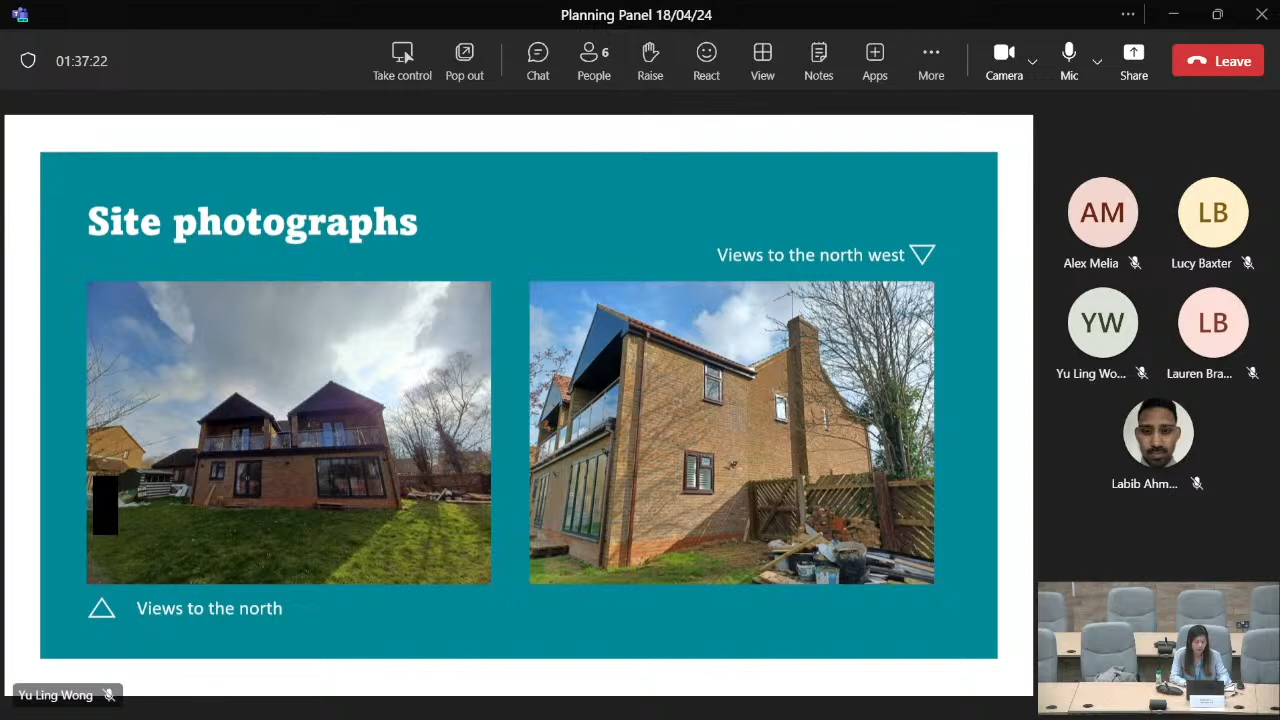 Planning Panel 18/04/24
01:37:22
Take control
Pop out
Chat
6
People
Raise
React
View
Notes
Apps
More
Camera
Mic
Share
Leave
Site photographs
Views to the north west
Views to the north
AM
Alex Melia
LB
Lucy Baxter
YW
Yu Ling Wo...
LB
Lauren Bra...
Labib Ahm...
Yu Ling Wong